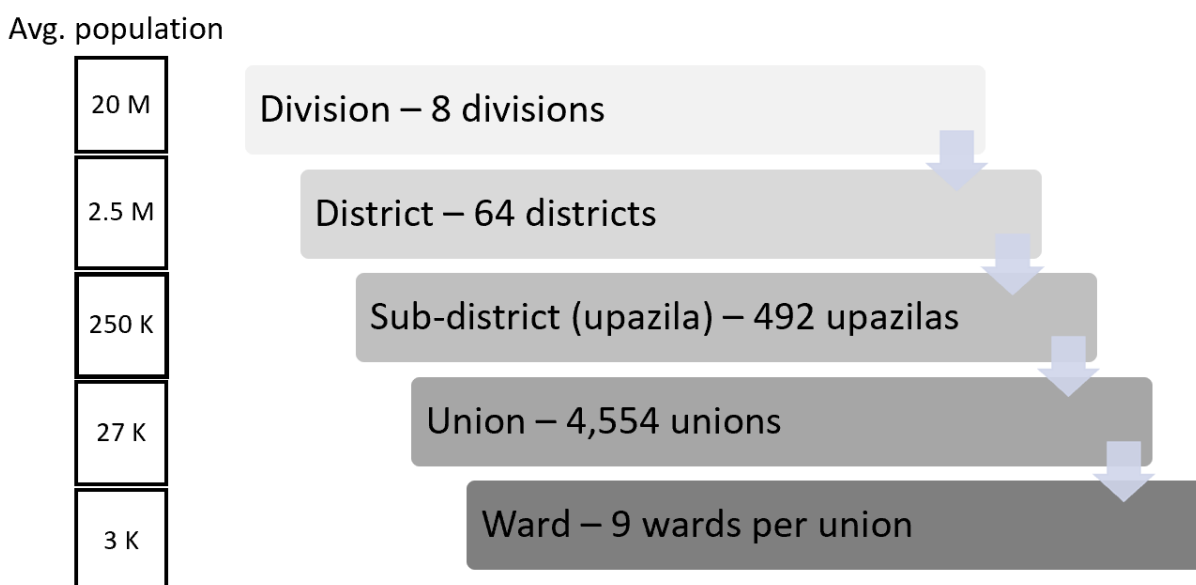 Avg. population
20 M
Division – 8 divisions
2.5 M
District – 64 districts
250 K
Sub-district (upazila) – 492 upazilas
27 K
Union – 4,554 unions
3 K
Ward – 9 wards per union